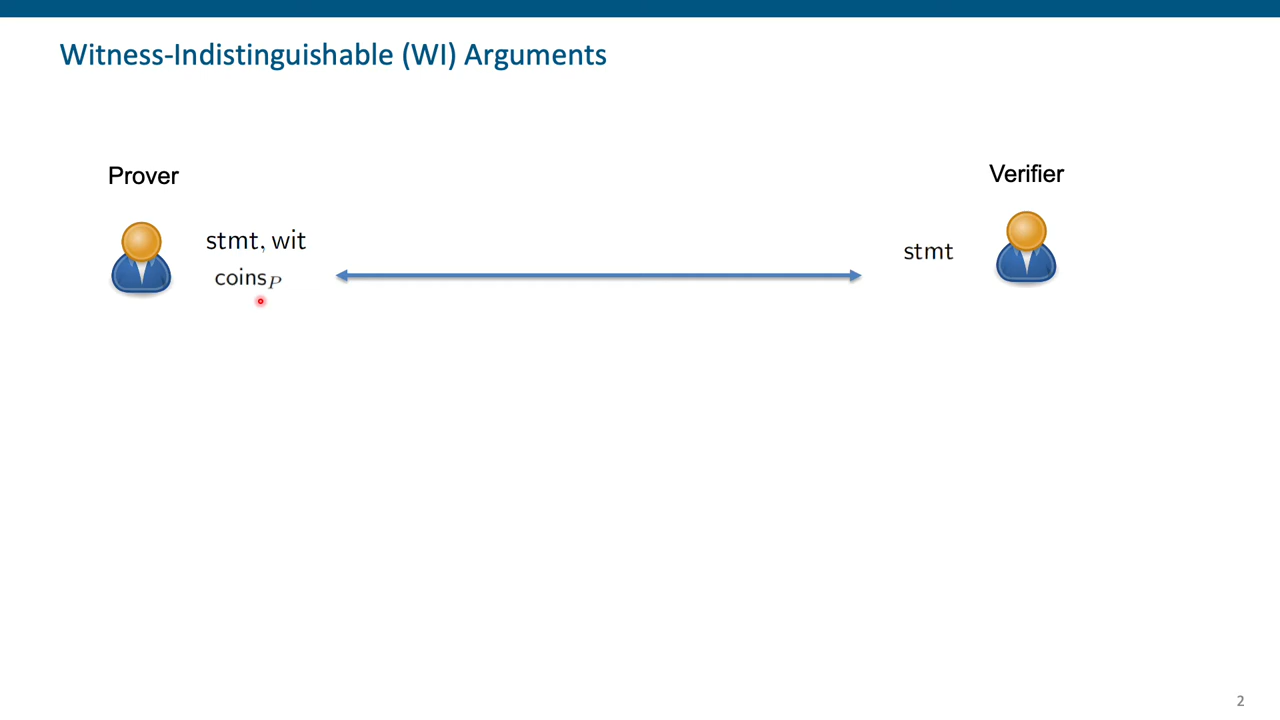 Witness-Indistinguishable (WI) Arguments
Prover
Verifier
stmt, wit
stmt
coins_P
2